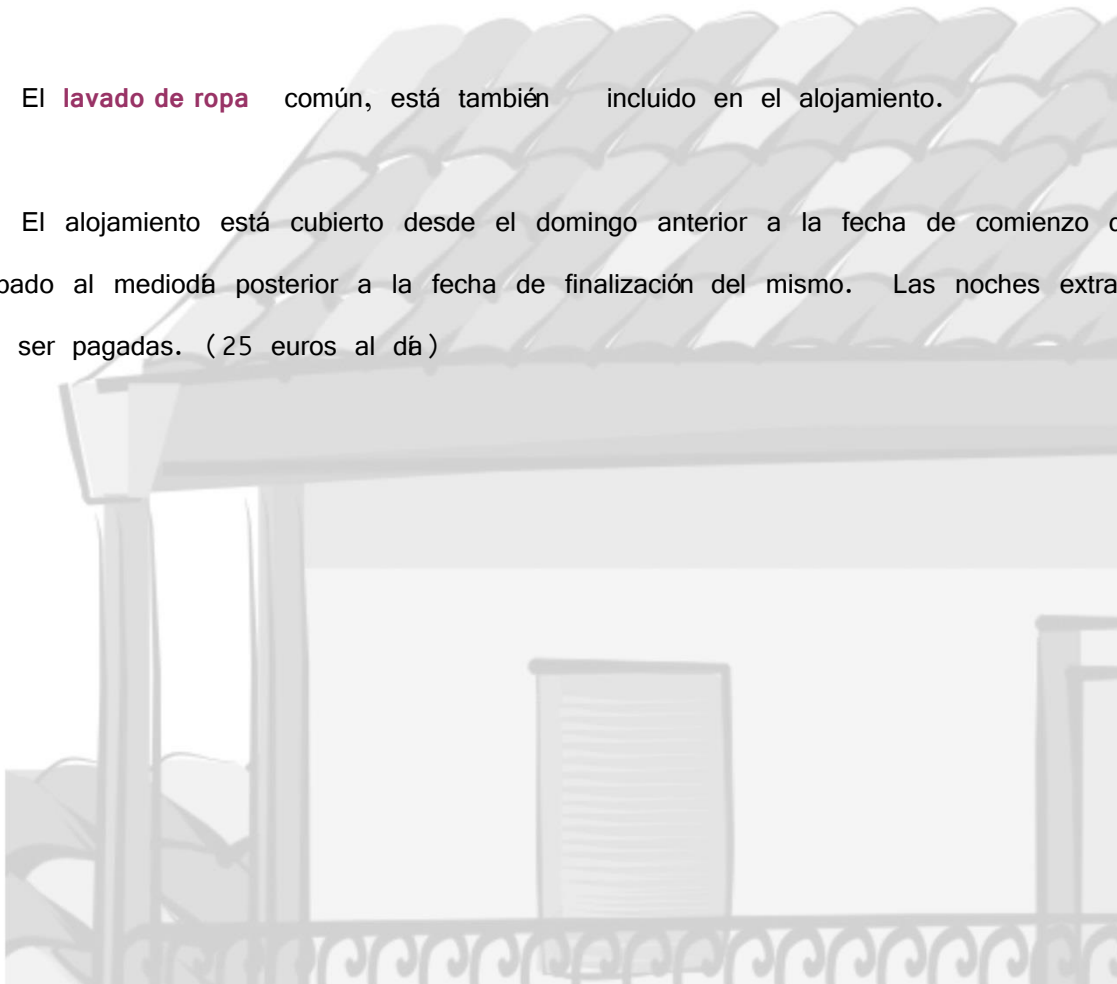 El lavado de ropa común, está también incluido en el alojamiento.
El alojamiento está cubierto desde el domingo anterior a la fecha de comienzo
al mediodía posterior a la fecha de finalización del mismo. Las noches extra
ser pagadas. (25 euros al día)